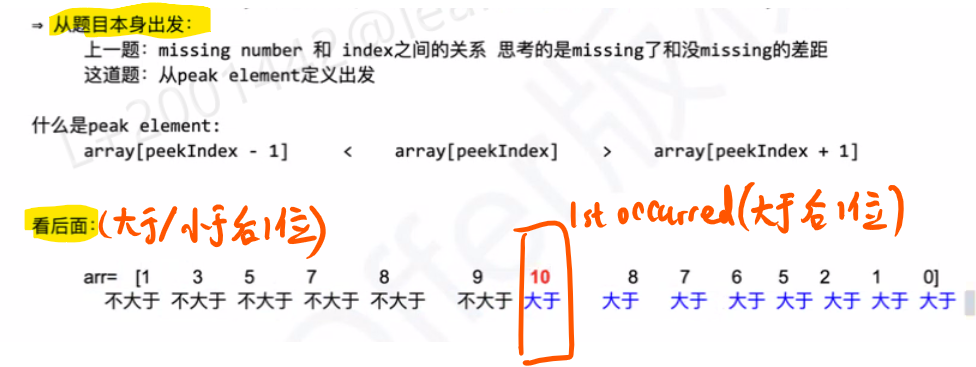 ⇒ 从题目本身出发：
上一题：missing number 和 index之间的关系 思考的是missing了和没missing的差距
这道题：从peak element定义出发
什么是peak element:
array[peekIndex - 1] < array[peekIndex] > array[peekIndex + 1]
看后面：(大于/小于右1位)
1st occurred(大于右1位)
arr= [1 3 5 7 8 9 10 8 7 6 5 2 1 0]
不大于 不大于 不大于 不大于 不大于 不大于 大于 大于 大于 大于 大于 大于 大于 大于